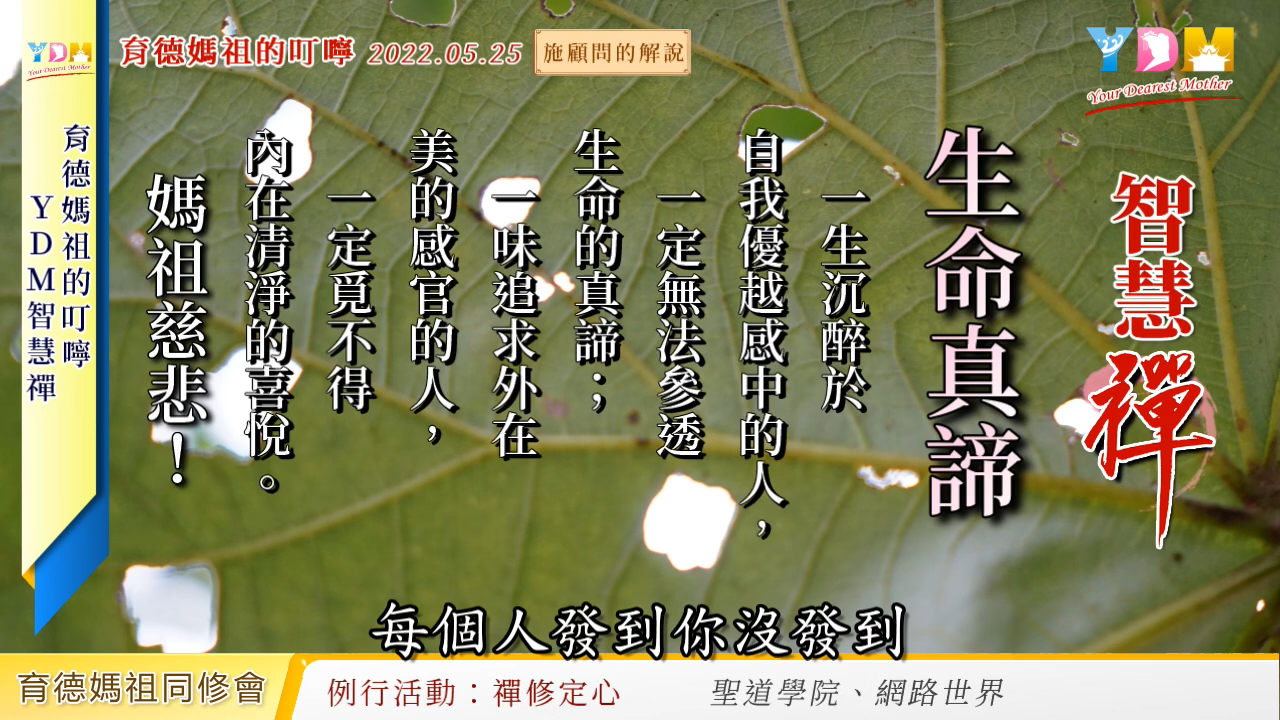 育德媽祖的叮嚀 2022.05.25 施顧問的解說
YDM
Your Dearest Mother
YDM
Your Dearest Mother
智慧禪
生命真諦
一生沉醉於
自我優越感中的人，
一定無法參透
生命的真諦；
一味追求外在
美的感官的人，
一定覓不得
內在清淨的喜悅。
媽祖慈悲！
育德媽祖的叮嚀
YDM智慧禪
每個人發到你沒發到
育德媽祖同修會
例行活動：禪修定心
聖道學院、網路世界